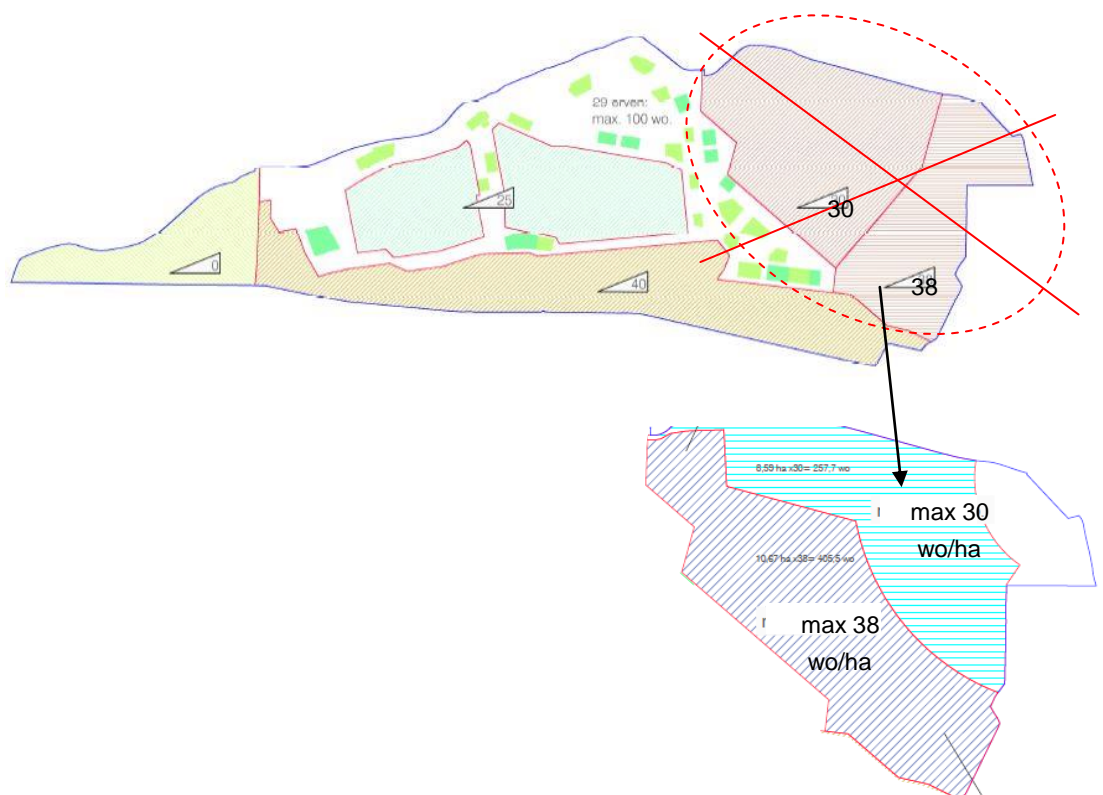 29 erven:
max. 100 wo.
25
30
0
40
38
8,59 ha x30= 257,7 wo
max 30
wo/ha
10,67 ha x38= 405,5 wo
max 38
wo/ha